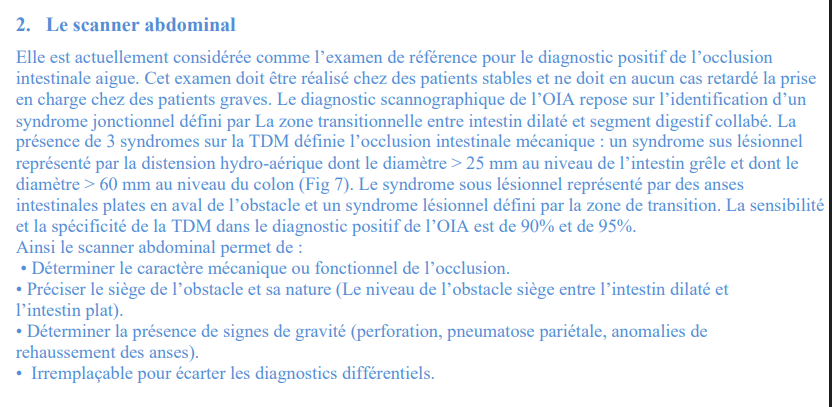 2. Le scanner abdominal
Elle est actuellement considérée comme l'examen de référence pour le diagnostic positif de l'occlusion
intestinale aigue. Cet examen doit être réalisé chez des patients stables et ne doit en aucun cas retardé la prise
en charge chez des patients graves. Le diagnostic scannographique de l'OIA repose sur l'identification d'un
syndrome jonctionnel défini par La zone transitionnelle entre intestin dilaté et segment digestif collabé. La
présence de 3 syndromes sur la TDM définie l'occlusion intestinale mécanique : un syndrome sus lésionnel
représenté par la distension hydro-aérique dont le diamètre > 25 mm au niveau de l'intestin grêle et dont le
diamètre > 60 mm au niveau du colon (Fig 7). Le syndrome sous lésionnel représenté par des anses
intestinales plates en aval de l'obstacle et un syndrome lésionnel défini par la zone de transition. La sensibilité
et la spécificité de la TDM dans le diagnostic positif de l'OIA est de 90% et de 95%.
Ainsi le scanner abdominal permet de :
• Déterminer le caractère mécanique ou fonctionnel de l'occlusion.
• Préciser le siège de l'obstacle et sa nature (Le niveau de l'obstacle siège entre l'intestin dilaté et
l'intestin plat).
• Déterminer la présence de signes de gravité (perforation, pneumatose pariétale, anomalies de
rehaussement des anses).
• Irremplaçable pour écarter les diagnostics différentiels.